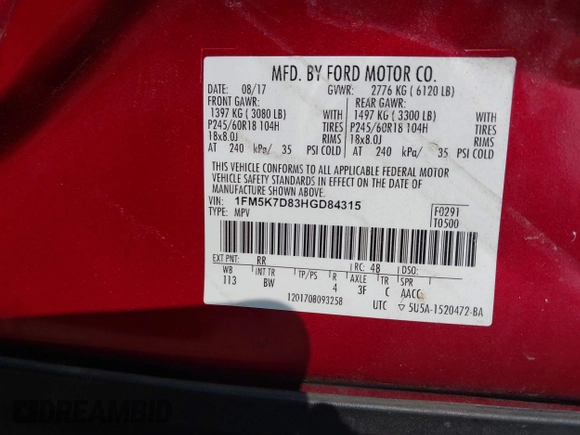 MFD. BY FORD MOTOR CO.
DATE: 08/17 GVWR: 2776 KG ( 6120 LB)
FRONT GAWR: REAR GAWR:
1397 KG ( 3080 LB) WITH 1497 KG ( 3300 LB) WITH
P245/60R18 104H TIRES P245/60R18 104H TIRES
18x8.0J RIMS 18x8.0J RIMS
AT 240 kPa/ 35 PSI COLD AT 240 kPa/ 35 PSI COLD
THIS VEHICLE CONFORMS TO ALL APPLICABLE FEDERAL MOTOR
VEHICLE SAFETY STANDARDS IN EFFECT ON THE DATE OF
MANUFACTURE SHOWN ABOVE.
VIN: 1FM5K7D83HGD84315 F0291
TYPE: MPV T0500
EXT PNT: RR RC: 48 DSO:
WB INT TR TP/PS R AXLE TR SPR
113 BW 4 3F C AACC
1201708093258 UTC ▽ 5U5A-1520472-BA
DREAMBID